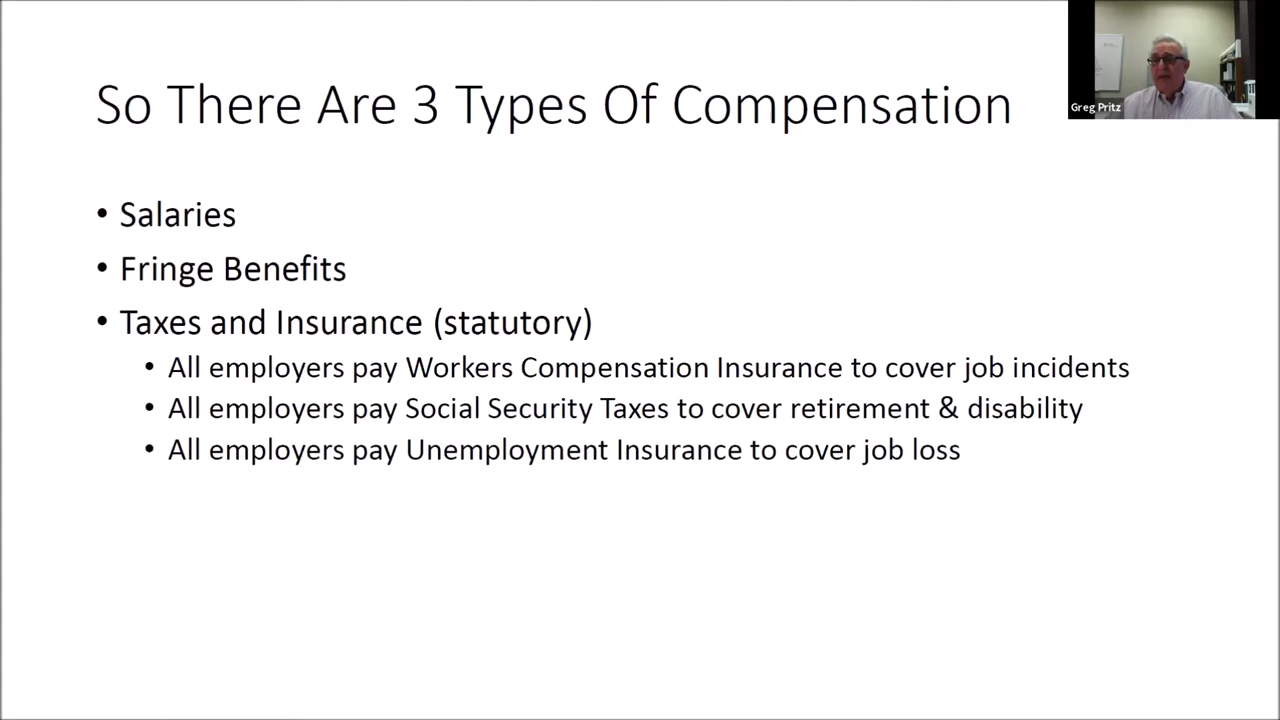 So There Are 3 Types Of Compensation
Greg Pritz
• Salaries
• Fringe Benefits
• Taxes and Insurance (statutory)
• All employers pay Workers Compensation Insurance to cover job incidents
• All employers pay Social Security Taxes to cover retirement & disability
• All employers pay Unemployment Insurance to cover job loss